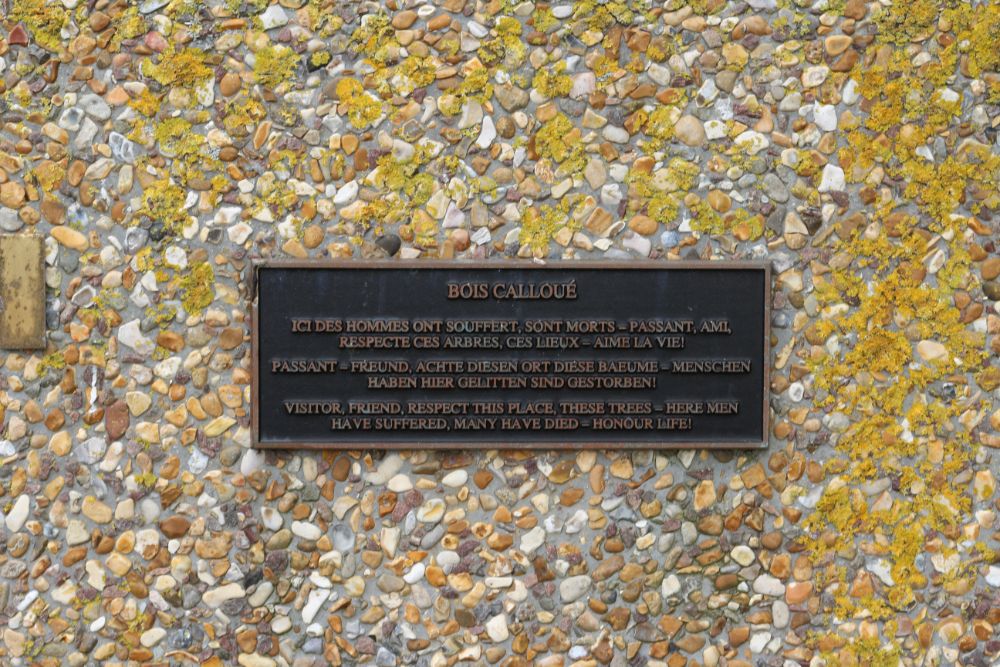 BOIS CALLOUÉ
ICI DES HOMMES ONT SOUFFERT, SONT MORTS – PASSANT, AMI,
RESPECTE CES ARBRES, CES LIEUX – AIME LA VIE!
PASSANT – FREUND, ACHTE DIESEN ORT DIESE BAEUME – MENSCHEN
HABEN HIER GELITTEN SIND GESTORBEN!
VISITOR, FRIEND, RESPECT THIS PLACE, THESE TREES – HERE MEN
HAVE SUFFERED, MANY HAVE DIED – HONOUR LIFE!